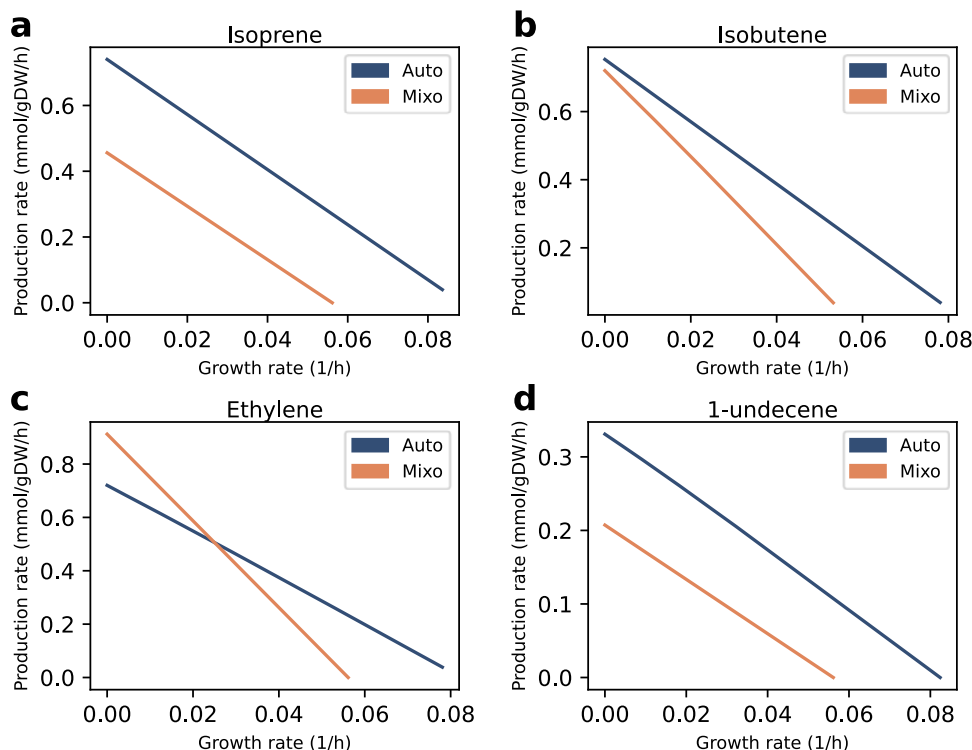 a
Isoprene
Production rate (mmol/gDW/h)
0.6
0.4
0.2
0.0
Auto
Mixo
0.00 0.02 0.04 0.06 0.08
Growth rate (1/h)
b
Isobutene
Production rate (mmol/gDW/h)
0.6
0.4
0.2
Auto
Mixo
0.00 0.02 0.04 0.06 0.08
Growth rate (1/h)
c
Ethylene
Production rate (mmol/gDW/h)
0.8
0.6
0.4
0.2
0.0
Auto
Mixo
0.00 0.02 0.04 0.06 0.08
Growth rate (1/h)
d
1-undecene
Production rate (mmol/gDW/h)
0.3
0.2
0.1
0.0
Auto
Mixo
0.00 0.02 0.04 0.06 0.08
Growth rate (1/h)